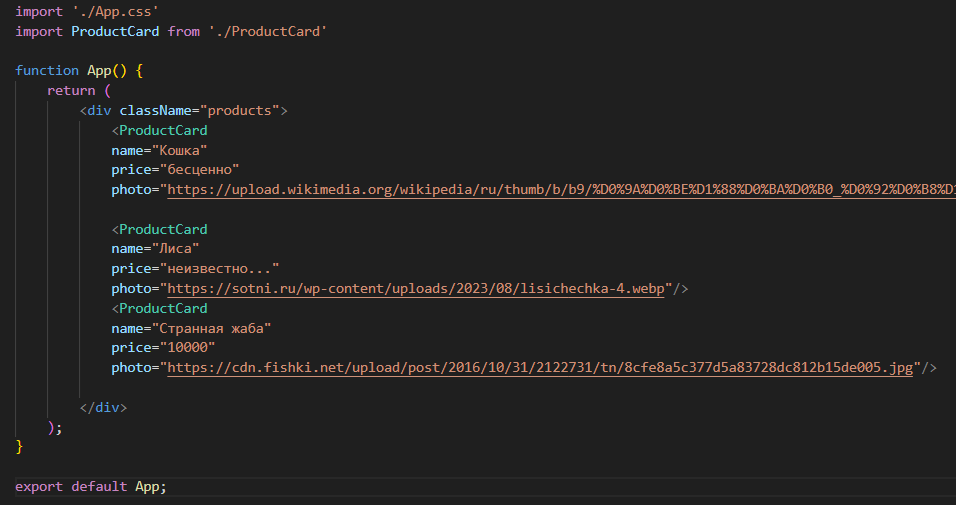 import './App.css'
import ProductCard from './ProductCard'
function App() {
return (
<div className="products">
<ProductCard
name="Кошка"
price="бесценно"
photo="https://upload.wikimedia.org/wikipedia/ru/thumb/b/b9/%D0%9A%D0%BE%D1%88%D0%BA%D0%B0_%D0%92%D0%B8%D1
<ProductCard
name="Лиса"
price="неизвестно..."
photo="https://sotni.ru/wp-content/uploads/2023/08/lisichechka-4.webp"/>
<ProductCard
name="Странная жаба"
price="10000"
photo="https://cdn.fishki.net/upload/post/2016/10/31/2122731/tn/8cfe8a5c377d5a83728dc812b15de005.jpg"/>
</div>
);
}
export default App;